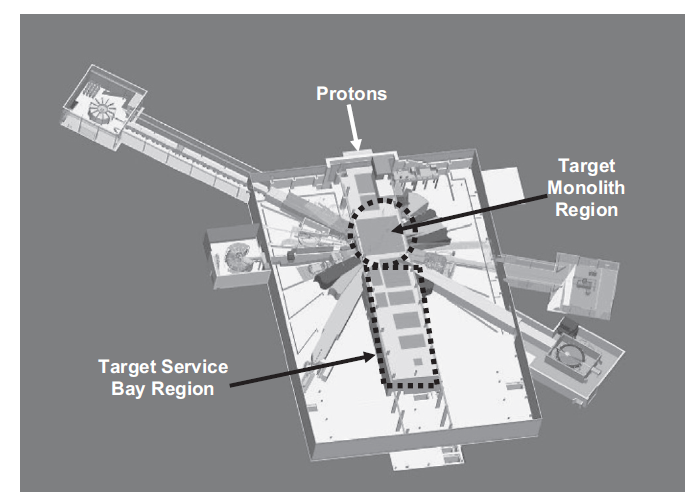 Protons
Target
Monolith
Region
Target Service
Bay Region